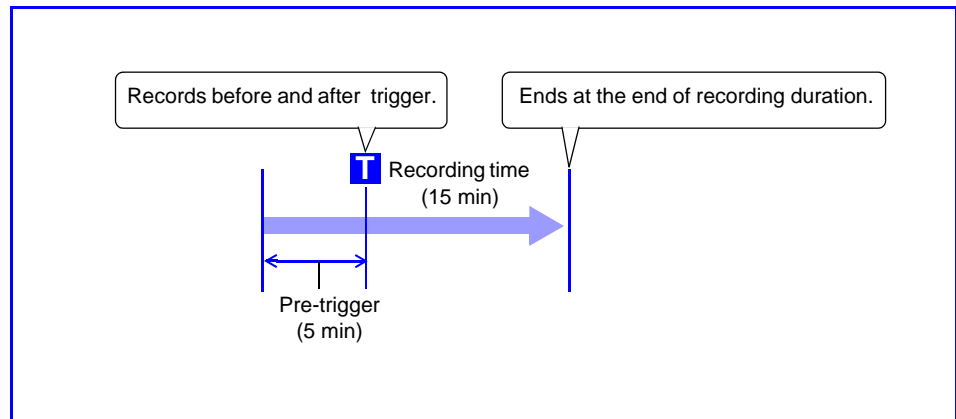 Records before and after trigger.
Ends at the end of recording duration.
T
Recording time
(15 min)
Pre-trigger
(5 min)